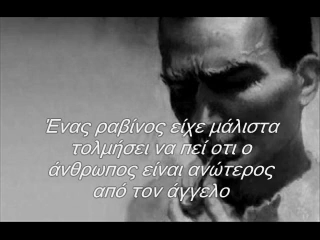 Ένας ραβίνος είχε μάλιστα
τολμήσει να πεί οτι ο
άνθρωπος είναι ανώτερος
από τον άγγελο